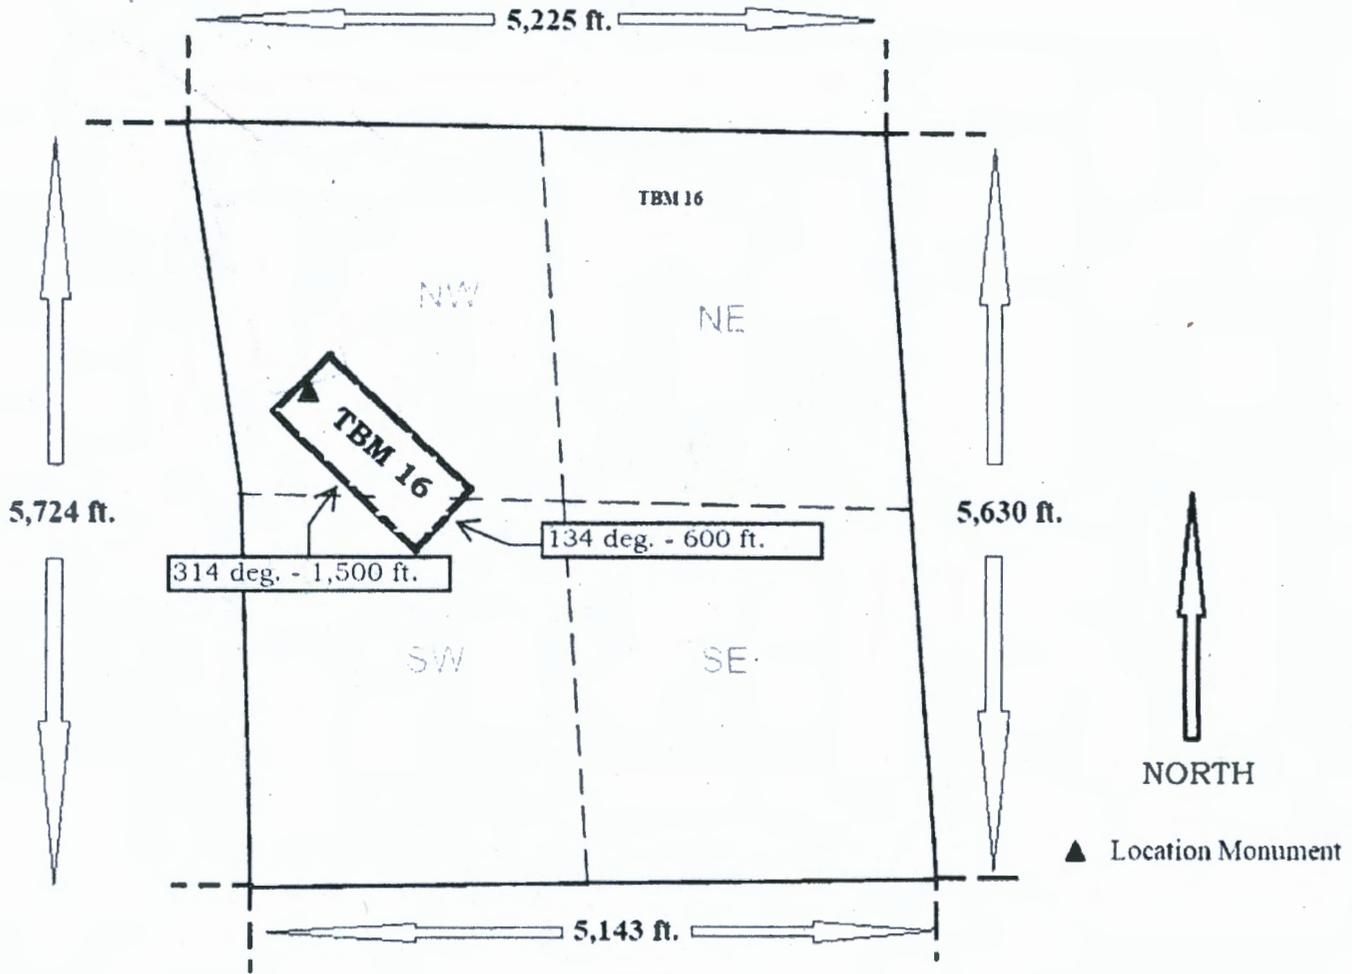 5,225 ft.
TBM 16
NW
NE
TBM 16
5,724 ft.
5,630 ft.
134 deg. - 600 ft.
314 deg. - 1,500 ft.
SW
SE
NORTH
▲ Location Monument
5,143 ft.